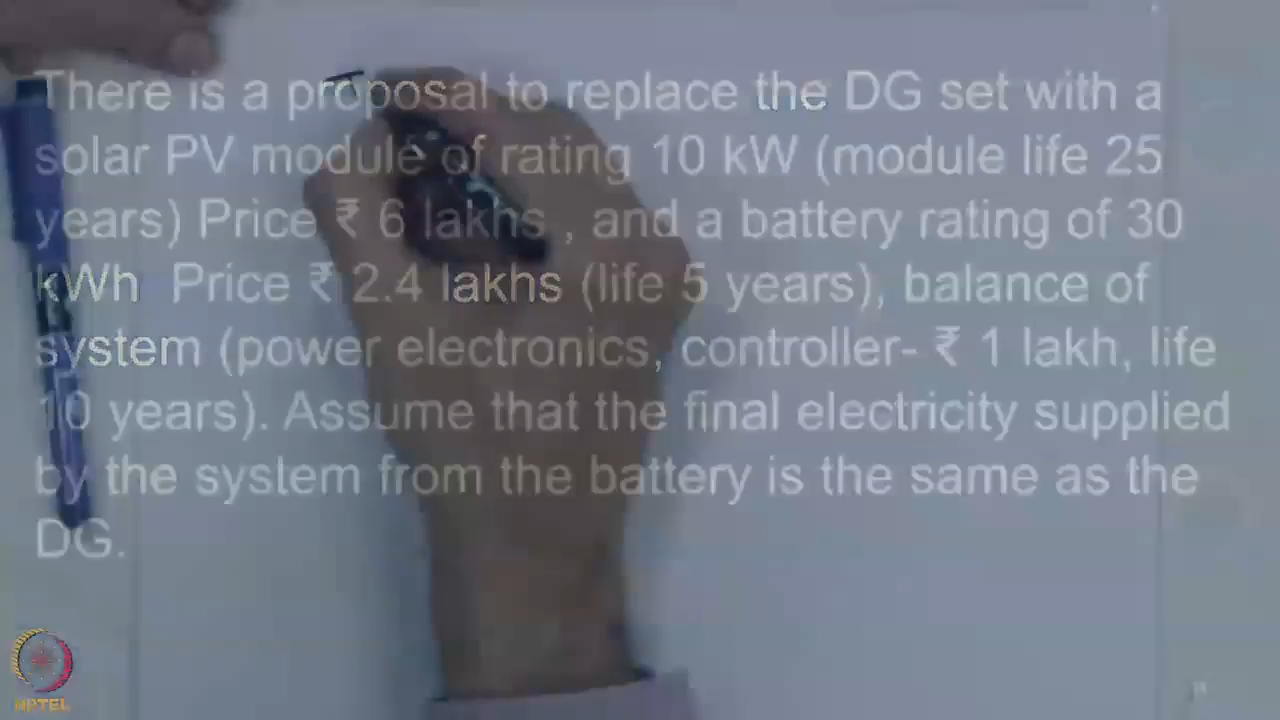 There is a proposal to replace the DG set with a
solar PV module of rating 10 kW (module life 25
years) Price ₹ 6 lakhs , and a battery rating of 30
kWh Price ₹ 2.4 lakhs (life 5 years), balance of
system (power electronics, controller- ₹ 1 lakh, life
10 years). Assume that the final electricity supplied
by the system from the battery is the same as the
DG.
NPTEL